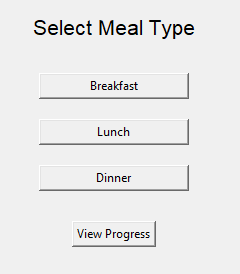 Select Meal Type
Breakfast
Lunch
Dinner
View Progress